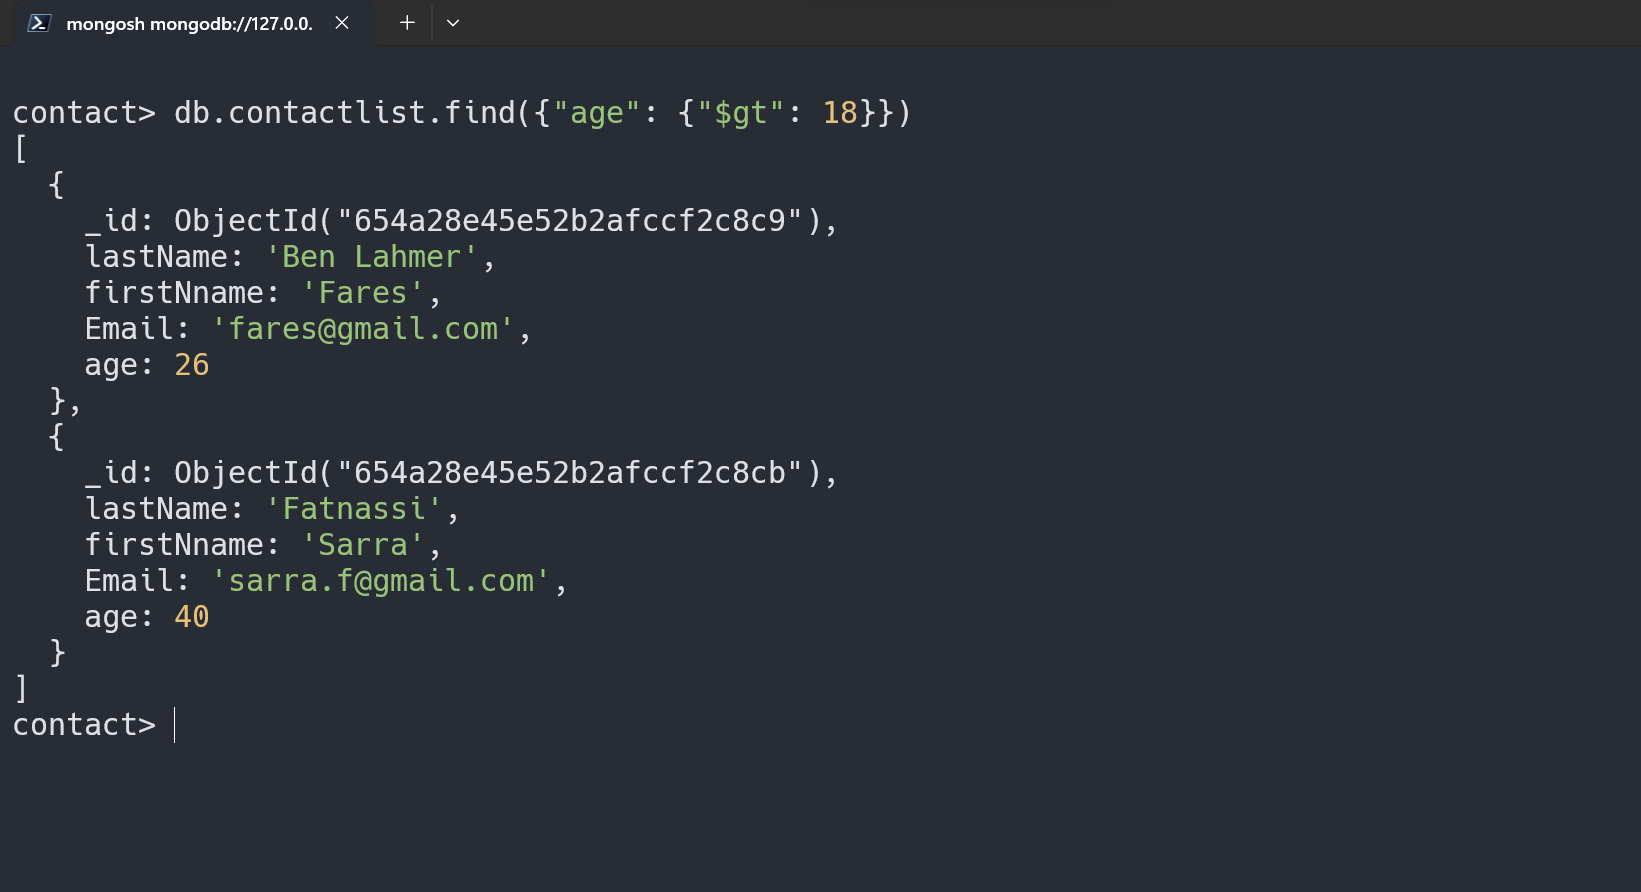 mongosh mongodb://127.0.0.
contact> db.contactlist.find({"age": {"$gt": 18}})
[
  {
    _id: ObjectId("654a28e45e52b2afccf2c8c9"),
    lastName: 'Ben Lahmer',
    firstNname: 'Fares',
    Email: 'fares@gmail.com',
    age: 26
  },
  {
    _id: ObjectId("654a28e45e52b2afccf2c8cb"),
    lastName: 'Fatnassi',
    firstNname: 'Sarra',
    Email: 'sarra.f@gmail.com',
    age: 40
  }
]
contact>